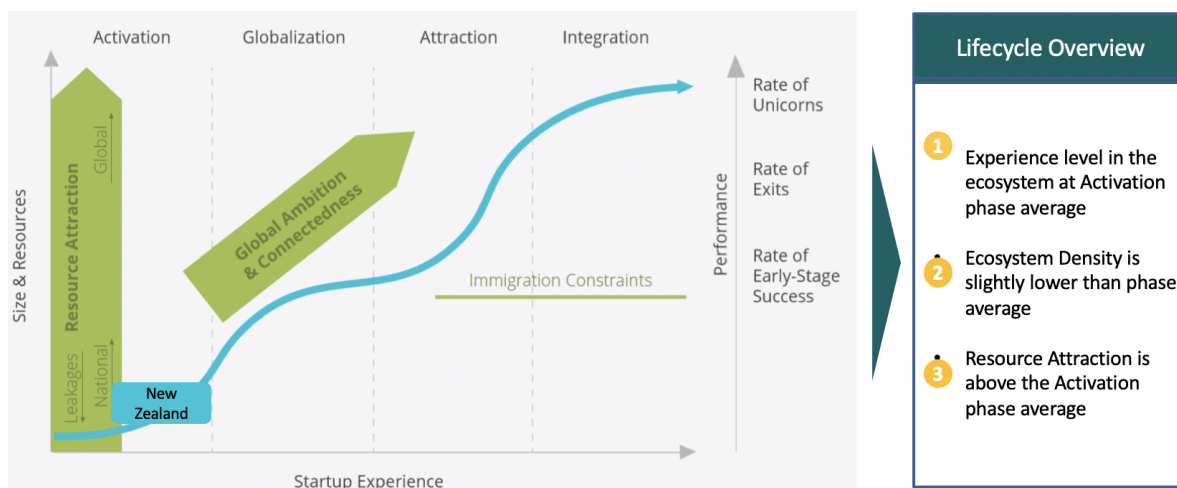 Activation
Globalization
Attraction
Integration
Size & Resources
Resource Attraction
Global
National
Leakages
New
Zealand
Global Ambition
& Connectedness
Immigration Constraints
Startup Experience
Performance
Rate of
Unicorns
Rate of
Exits
Rate of
Early-Stage
Success
Lifecycle Overview
1
Experience level in the
ecosystem at Activation
phase average
2
Ecosystem Density is
slightly lower than phase
average
3
Resource Attraction is
above the Activation
phase average